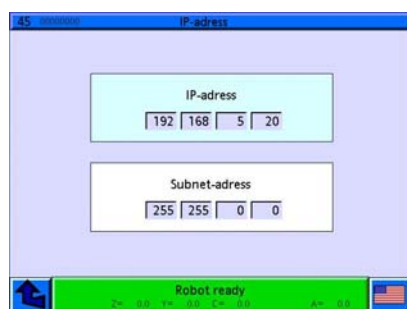 45 00000000 IP-adress
IP-adress
192 168 5 20
Subnet-adress
255 255 0 0
Robot ready
Z= 0.0 Y= 0.0 C= 0.0 A= 0.0